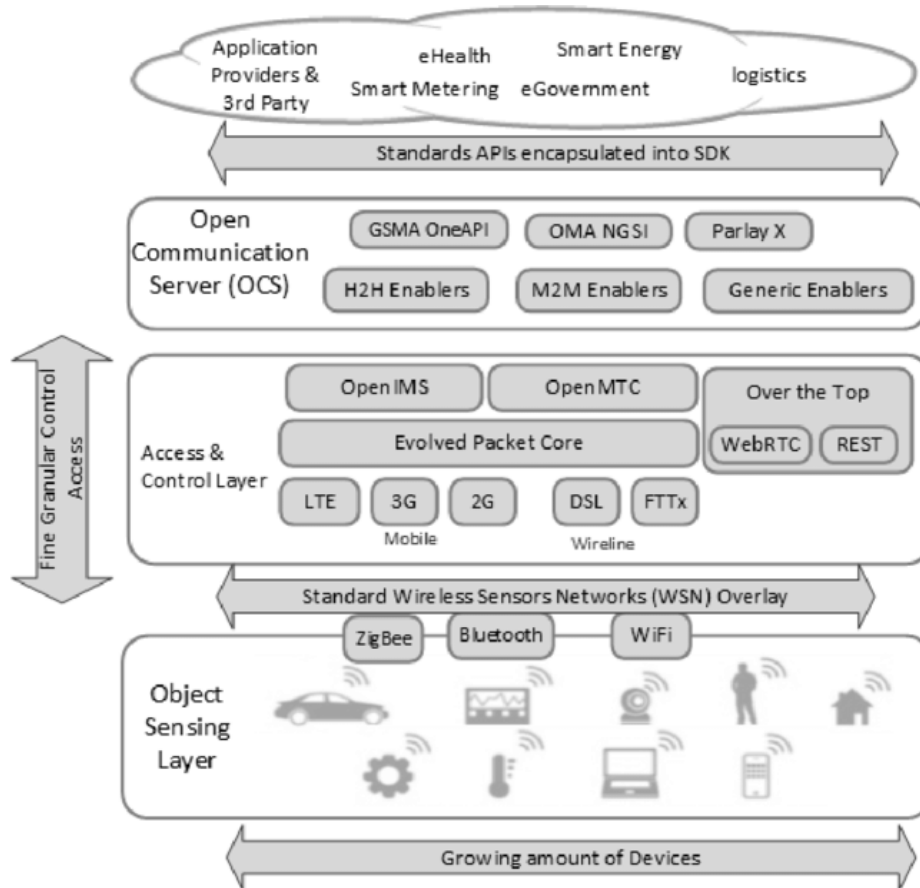 Application
Providers &
3rd Party
eHealth
Smart Energy
Smart Metering
eGovernment
logistics
Standards APIs encapsulated into SDK
Open
Communication
Server (OCS)
GSMA OneAPI
OMA NGSI
Parlay X
H2H Enablers
M2M Enablers
Generic Enablers
Fine Granular Control
Access
Access &
Control Layer
Open IMS
Open MTC
Over the Top
Evolved Packet Core
WebRTC
REST
LTE
3G
2G
DSL
FTTx
Mobile
Wireline
Standard Wireless Sensors Networks (WSN) Overlay
ZigBee
Bluetooth
WiFi
Object
Sensing
Layer
Growing amount of Devices